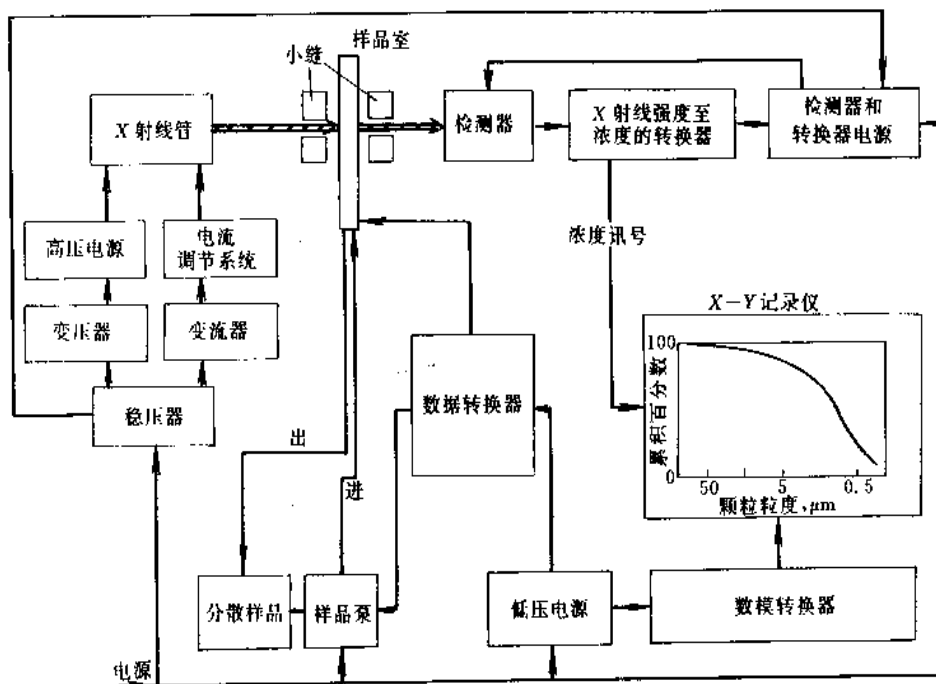 样品室
小缝
X 射线管
检测器
X 射线强度至
浓度的转换器
检测器和
转换器电源
高压电源
电流
调节系统
浓度讯号
变压器
变流器
X－Y 记录仪
稳压器
数据转换器
100
累积百分数
0
50
5
0.5
颗粒粒度，μm
出
进
分散样品
样品泵
低压电源
数模转换器
电源